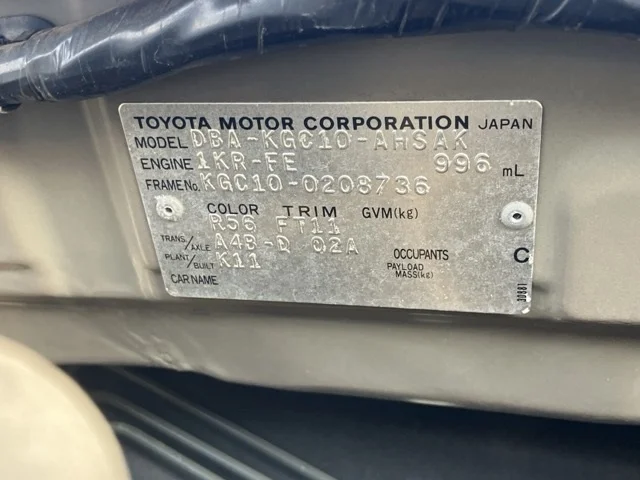 TOYOTA MOTOR CORPORATION JAPAN
MODEL DBA-KGC10-AHSAK
ENGINE 1KR-FE 996 mL
FRAME No. KGC10-0208736
COLOR TRIM GVM(kg)
R56 FT11
TRANS./AXLE A4B-D 02A OCCUPANTS C
PLANT/BUILT K11 PAYLOAD MASS(kg)
CAR NAME